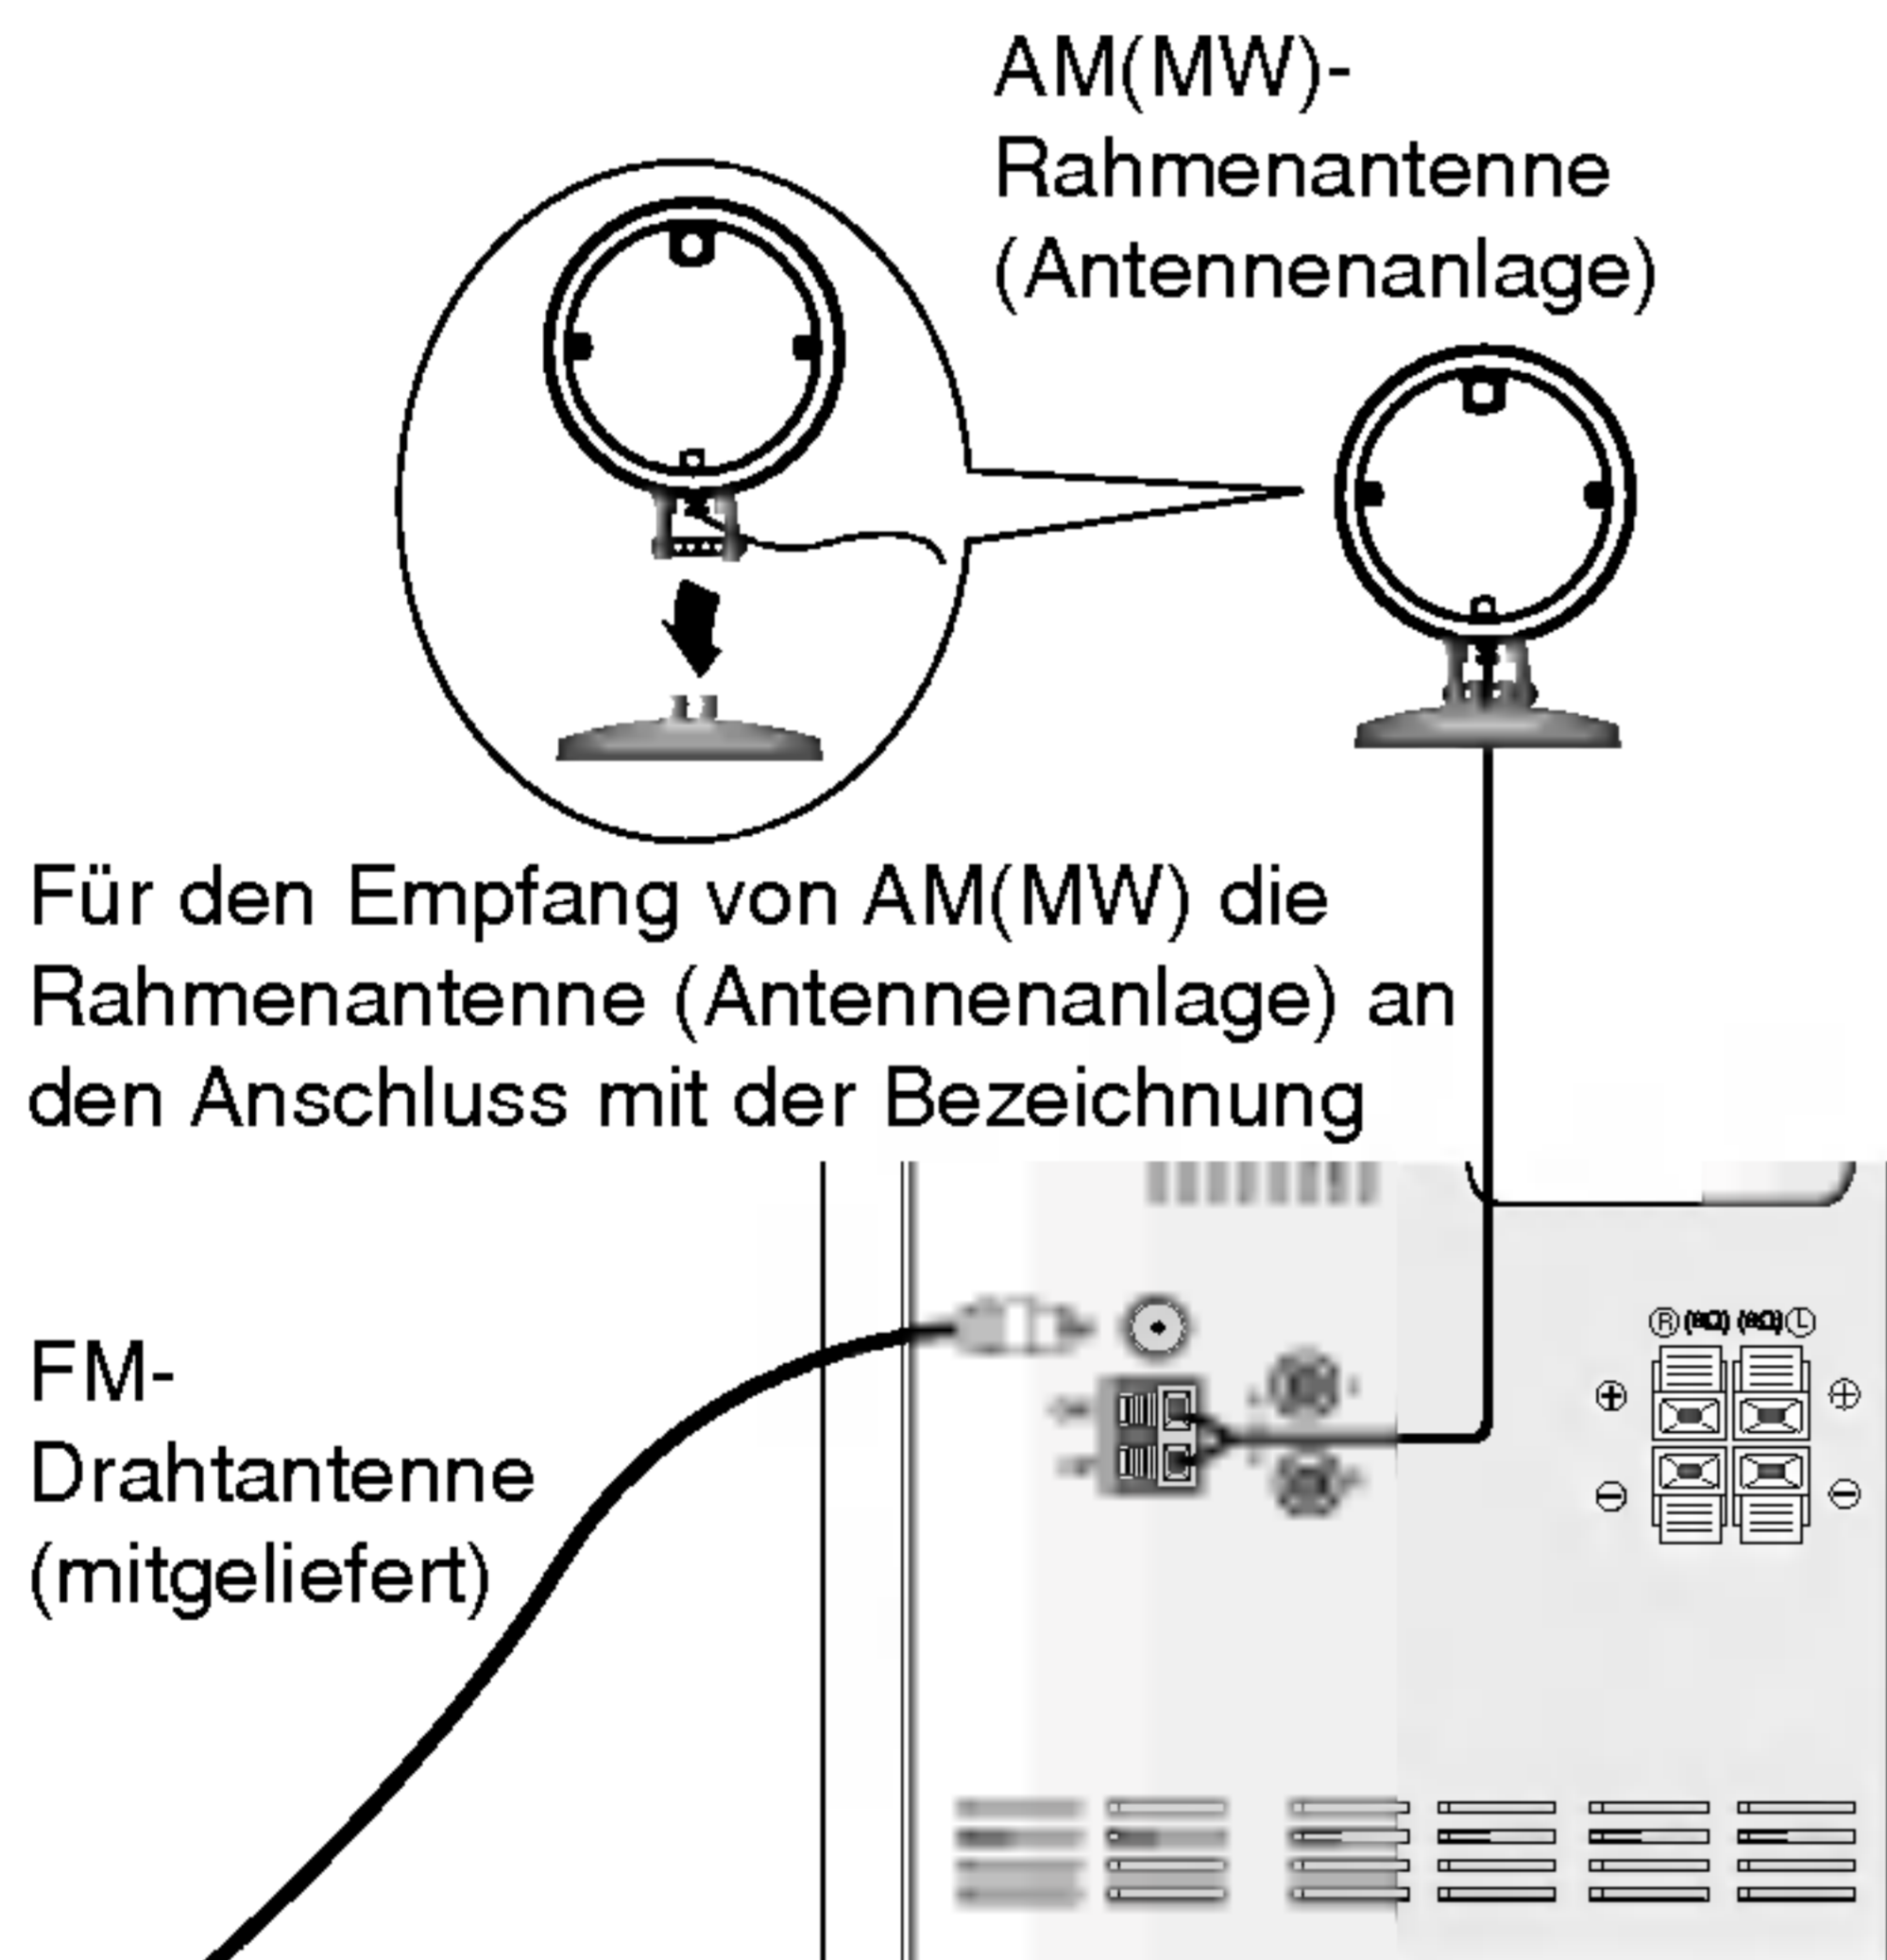 AM(MW)-
Rahmenantenne
(Antennenanlage)
Für den Empfang von AM(MW) die
Rahmenantenne (Antennenanlage) an
den Anschluss mit der Bezeichnung
FM-
Drahtantenne
(mitgeliefert)
R L
+ +
− −